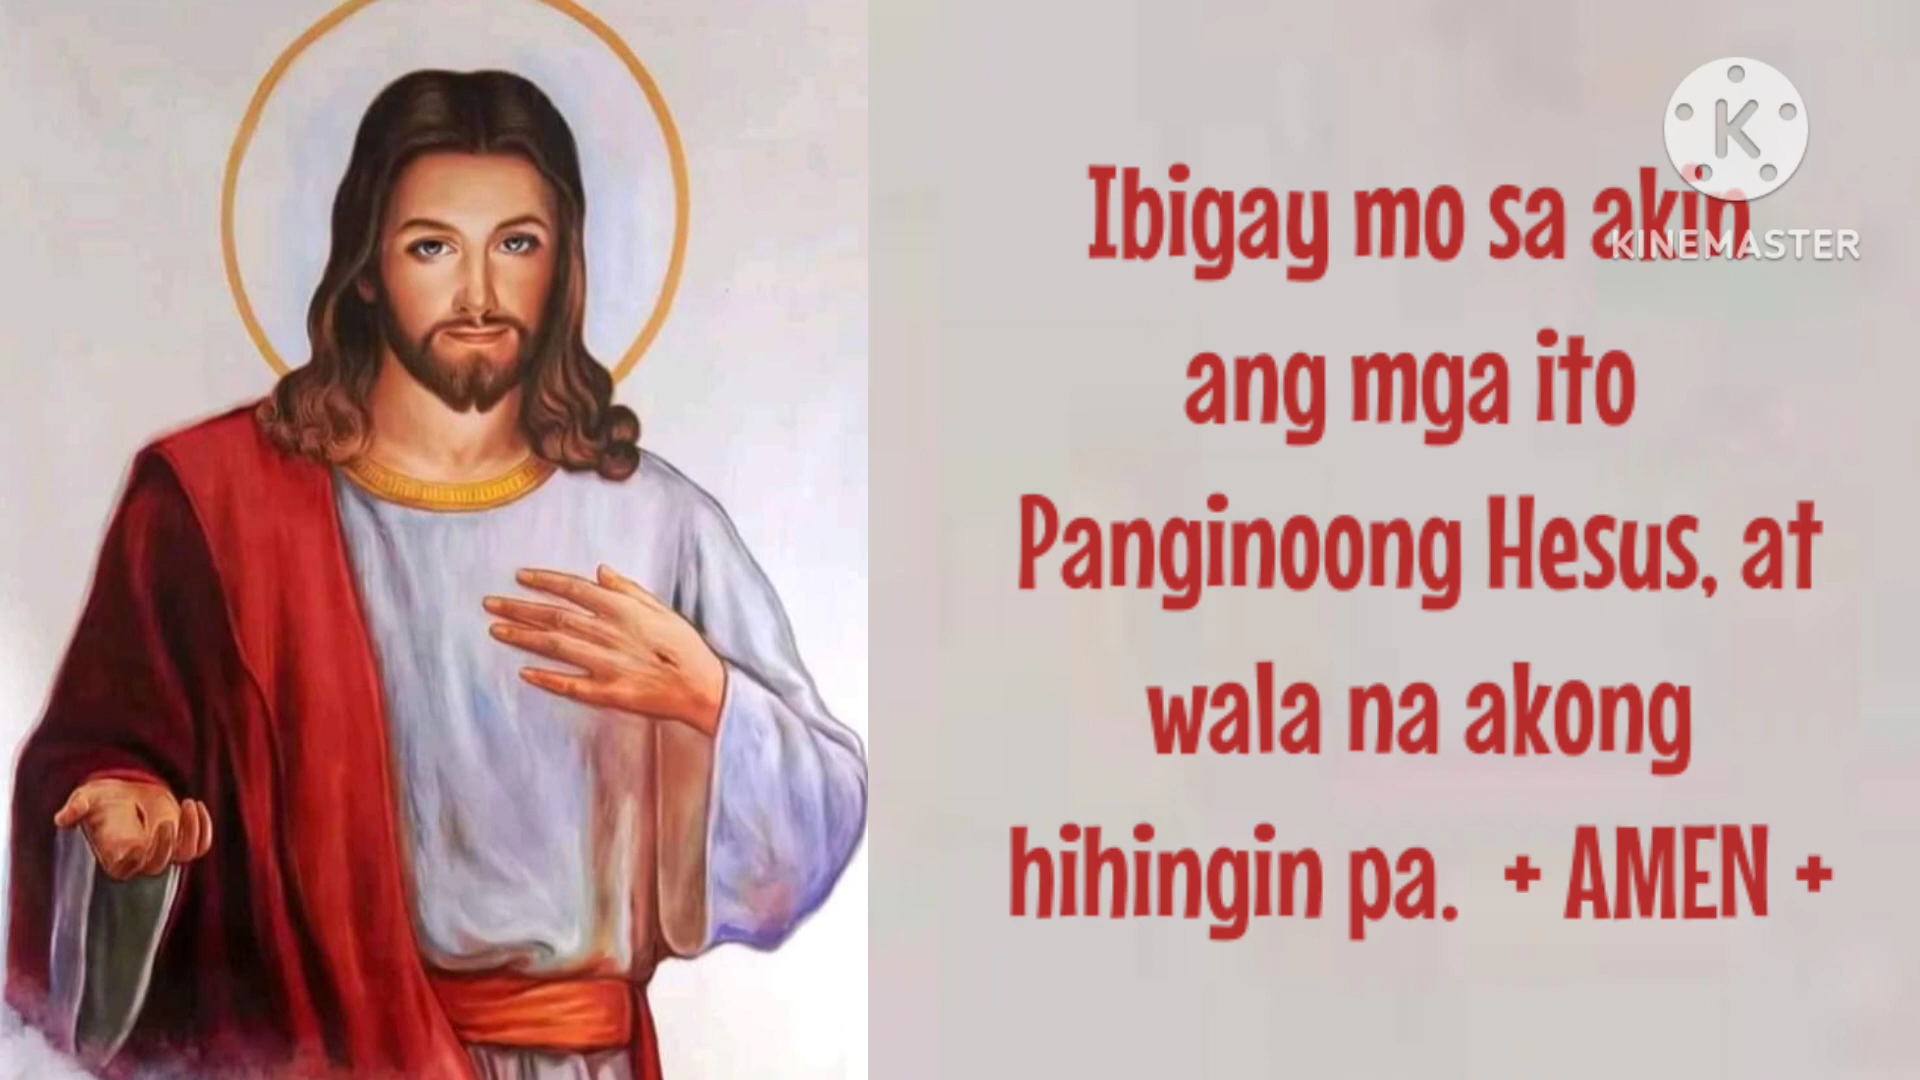 K
KINEMASTER
Ibigay mo sa akin
ang mga ito
Panginoong Hesus, at
wala na akong
hihingin pa. + AMEN +